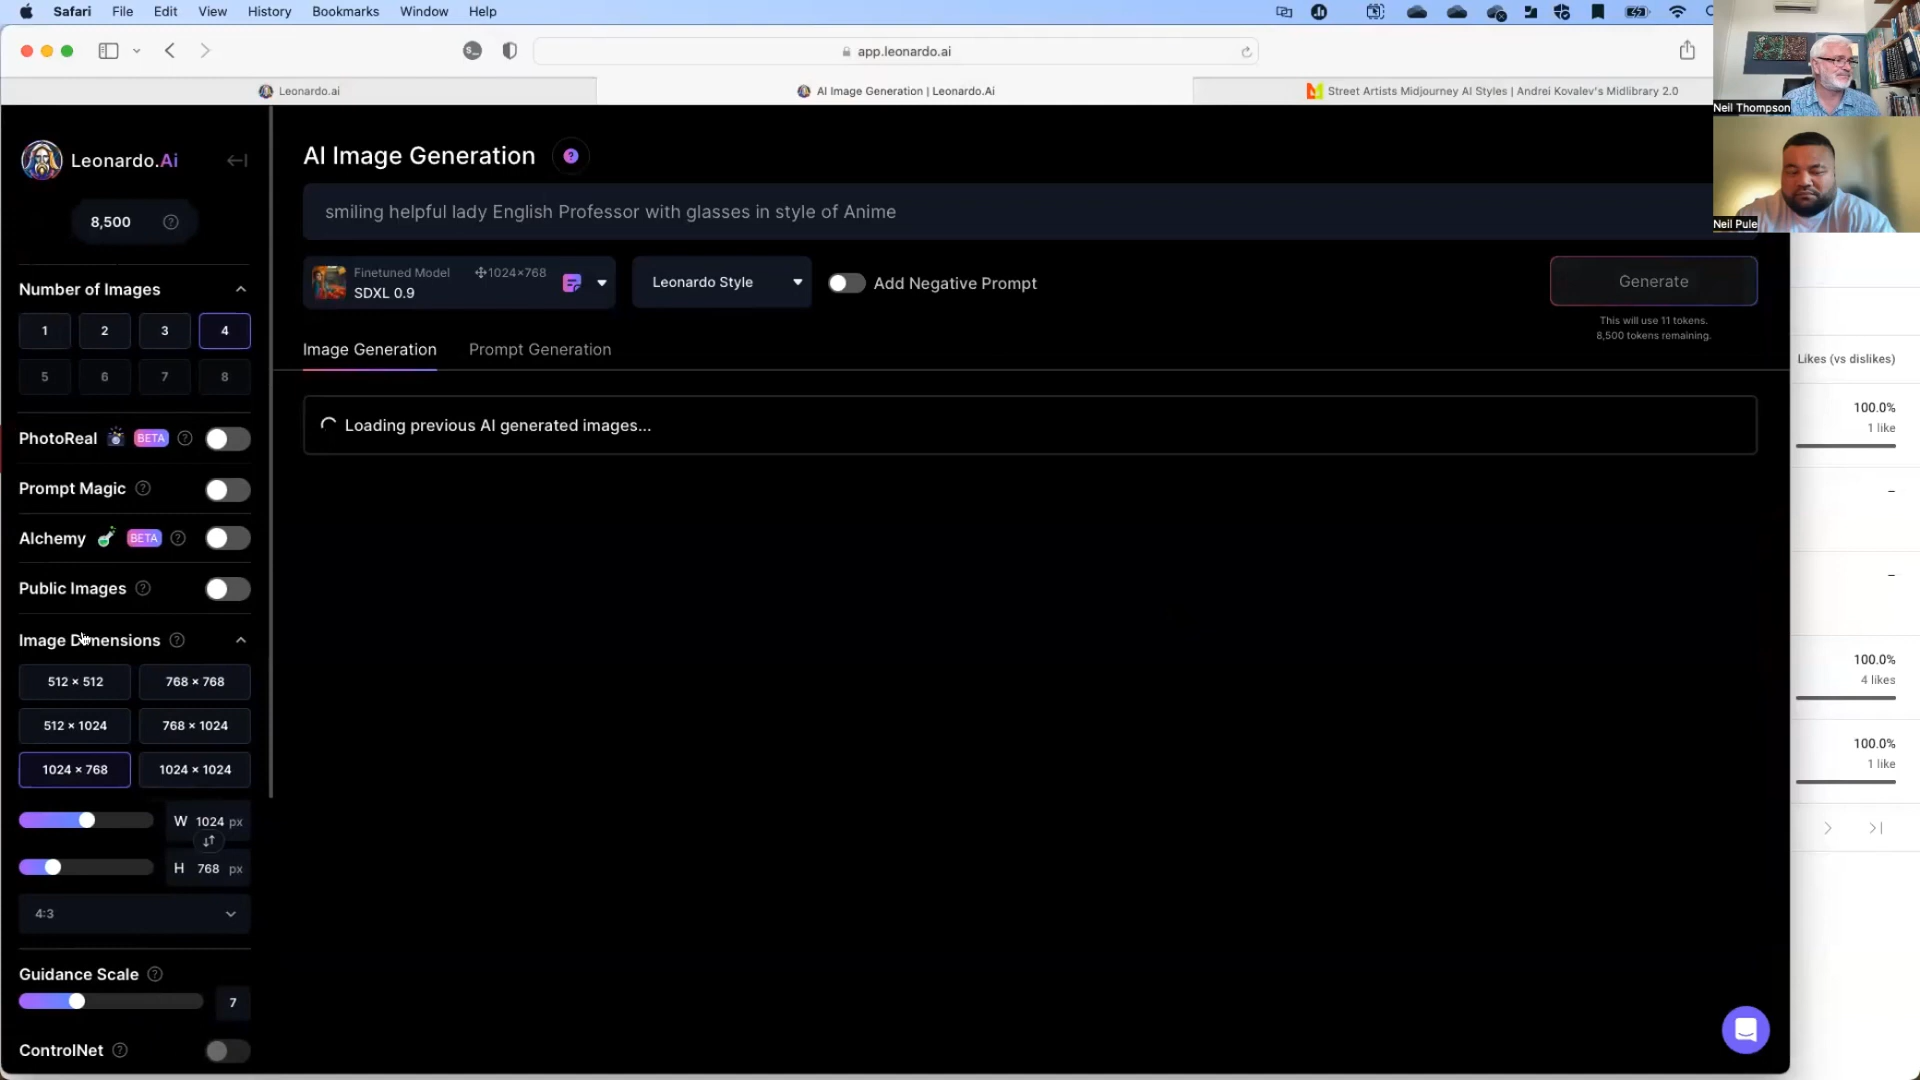 Safari File Edit View History Bookmarks Window Help
app.leonardo.ai
Leonardo.ai
AI Image Generation | Leonardo.Ai
Street Artists Midjourney AI Styles | Andrei Kovalev's Midlibrary 2.0
Neil Thompson
Neil Pule
Leonardo.Ai
8,500
Number of Images
1 2 3 4
5 6 7 8
PhotoReal BETA
Prompt Magic
Alchemy BETA
Public Images
Image Dimensions
512 × 512 768 × 768
512 × 1024 768 × 1024
1024 × 768 1024 × 1024
W 1024 px
H 768 px
4:3
Guidance Scale
7
ControlNet
AI Image Generation
smiling helpful lady English Professor with glasses in style of Anime
Finetuned Model 1024×768
SDXL 0.9
Leonardo Style
Add Negative Prompt
Generate
This will use 11 tokens.
8,500 tokens remaining.
Image Generation Prompt Generation
Loading previous AI generated images...
Likes (vs dislikes)
100.0%
1 like
–
–
100.0%
4 likes
100.0%
1 like